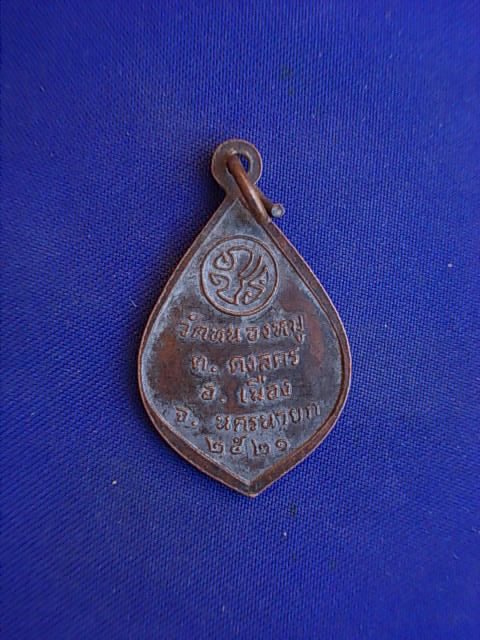 วัดหนองหมู
ต. ดงละคร
อ. เมือง
จ. นครนายก
๒๕๒๑